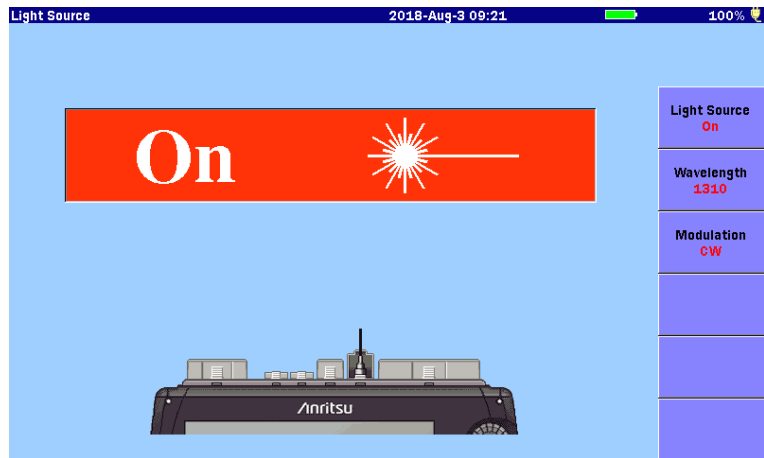 Light Source 2018-Aug-3 09:21 100%
On
Light Source
On
Wavelength
1310
Modulation
CW
Anritsu